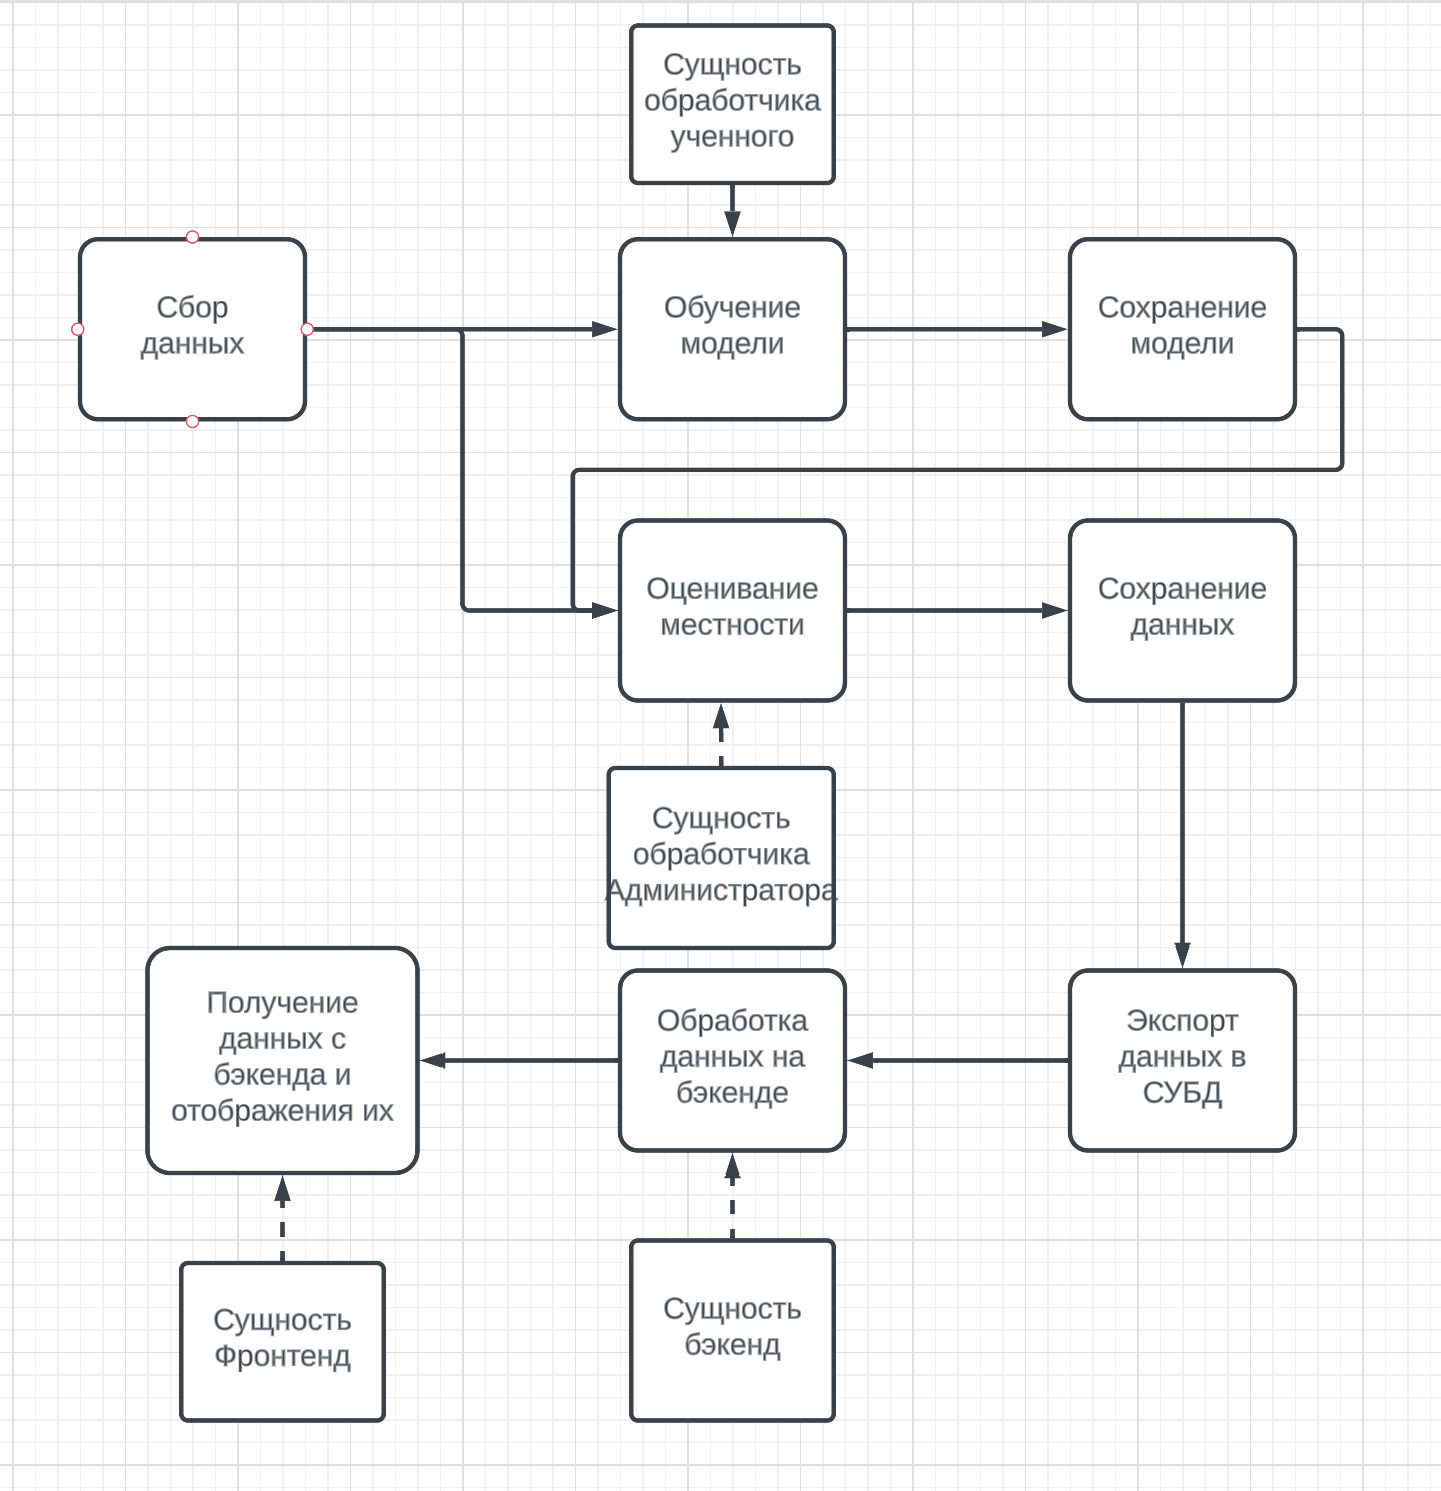 Сущность
обработчика
ученного
Сбор
данных
Обучение
модели
Сохранение
модели
Оценивание
местности
Сохранение
данных
Сущность
обработчика
Администратора
Получение
данных с
бэкенда и
отображения их
Обработка
данных на
бэкенде
Экспорт
данных в
СУБД
Сущность
Фронтенд
Сущность
бэкенд